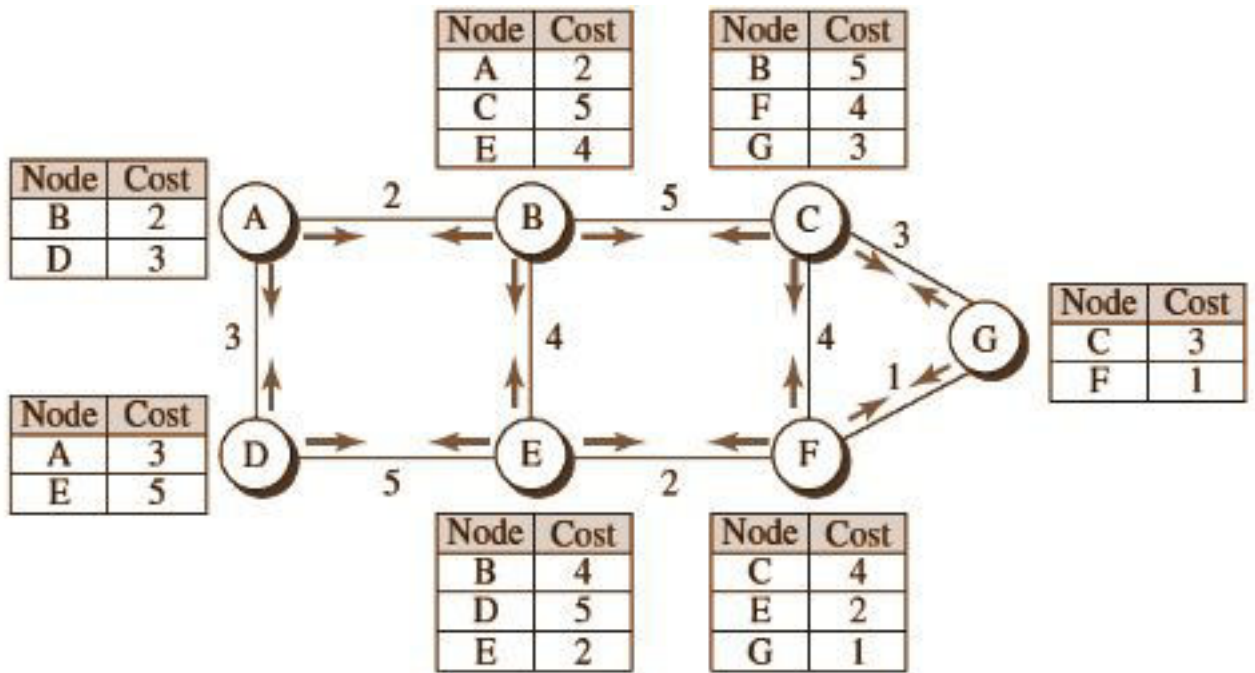 Node Cost
A 2
C 5
E 4
Node Cost
B 5
F 4
G 3
Node Cost
B 2
D 3
A 2 B 5 C 3
3 4 4 1 G
Node Cost
C 3
F 1
Node Cost
A 3
E 5
D 5 E 2 F
Node Cost
B 4
D 5
E 2
Node Cost
C 4
E 2
G 1